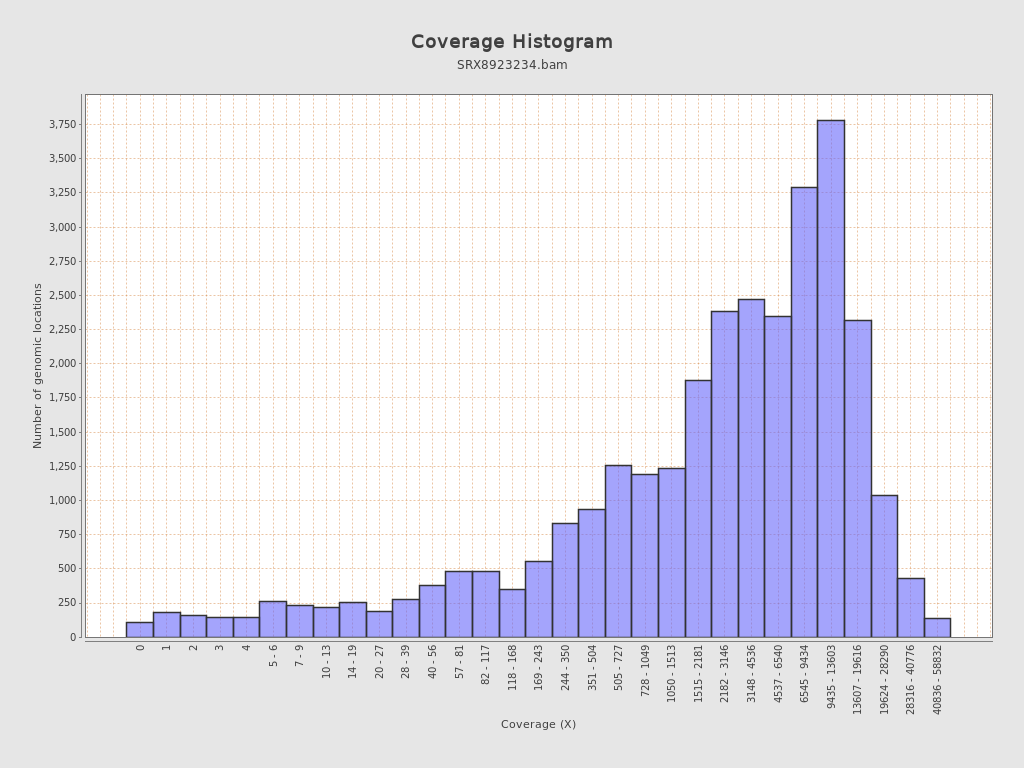 Coverage Histogram
SRX8923234.bam
Number of genomic locations
3,750
3,500
3,250
3,000
2,750
2,500
2,250
2,000
1,750
1,500
1,250
1,000
750
500
250
0
0
1
2
3
4
5 - 6
7 - 9
10 - 13
14 - 19
20 - 27
28 - 39
40 - 56
57 - 81
82 - 117
118 - 168
169 - 243
244 - 350
351 - 504
505 - 727
728 - 1049
1050 - 1513
1515 - 2181
2182 - 3146
3148 - 4536
4537 - 6540
6545 - 9434
9435 - 13603
13607 - 19616
19624 - 28290
28316 - 40776
40836 - 58832
Coverage (X)